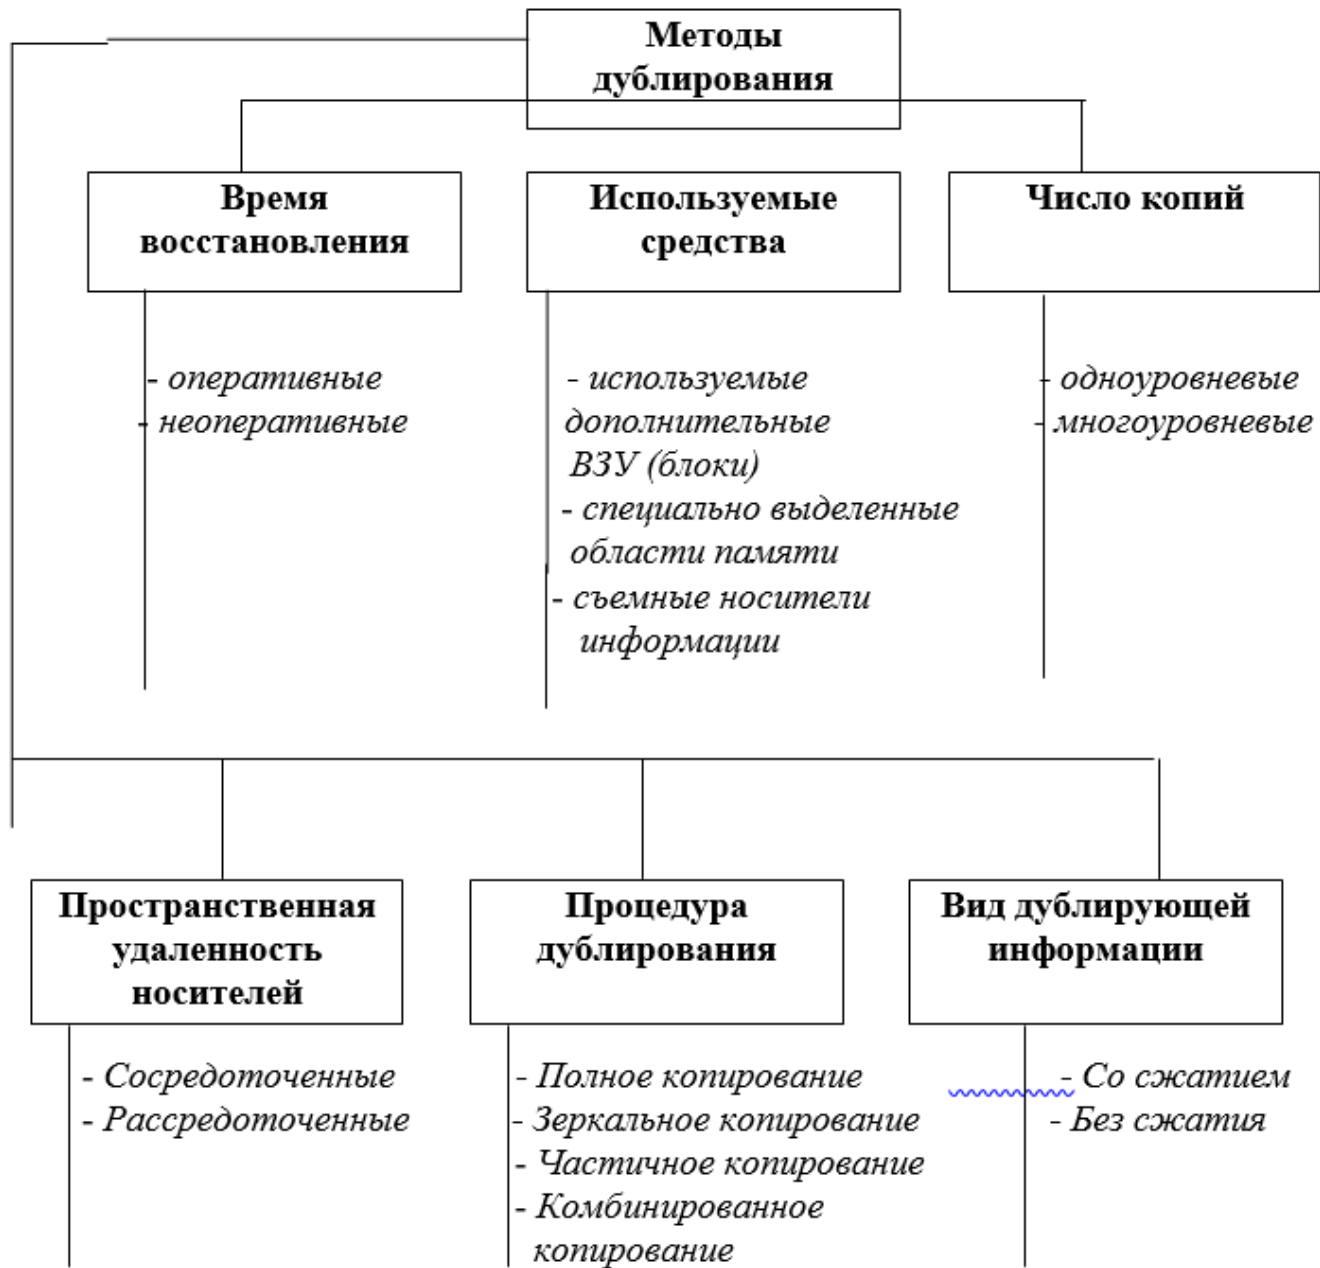 Методы
дублирования
Время
восстановления
- оперативные
- неоперативные
Используемые
средства
- используемые
дополнительные
ВЗУ (блоки)
- специально выделенные
области памяти
- съемные носители
информации
Число копий
- одноуровневые
- многоуровневые
Пространственная
удаленность
носителей
- Сосредоточенные
- Рассредоточенные
Процедура
дублирования
- Полное копирование
- Зеркальное копирование
- Частичное копирование
- Комбинированное
копирование
Вид дублирующей
информации
- Со сжатием
- Без сжатия